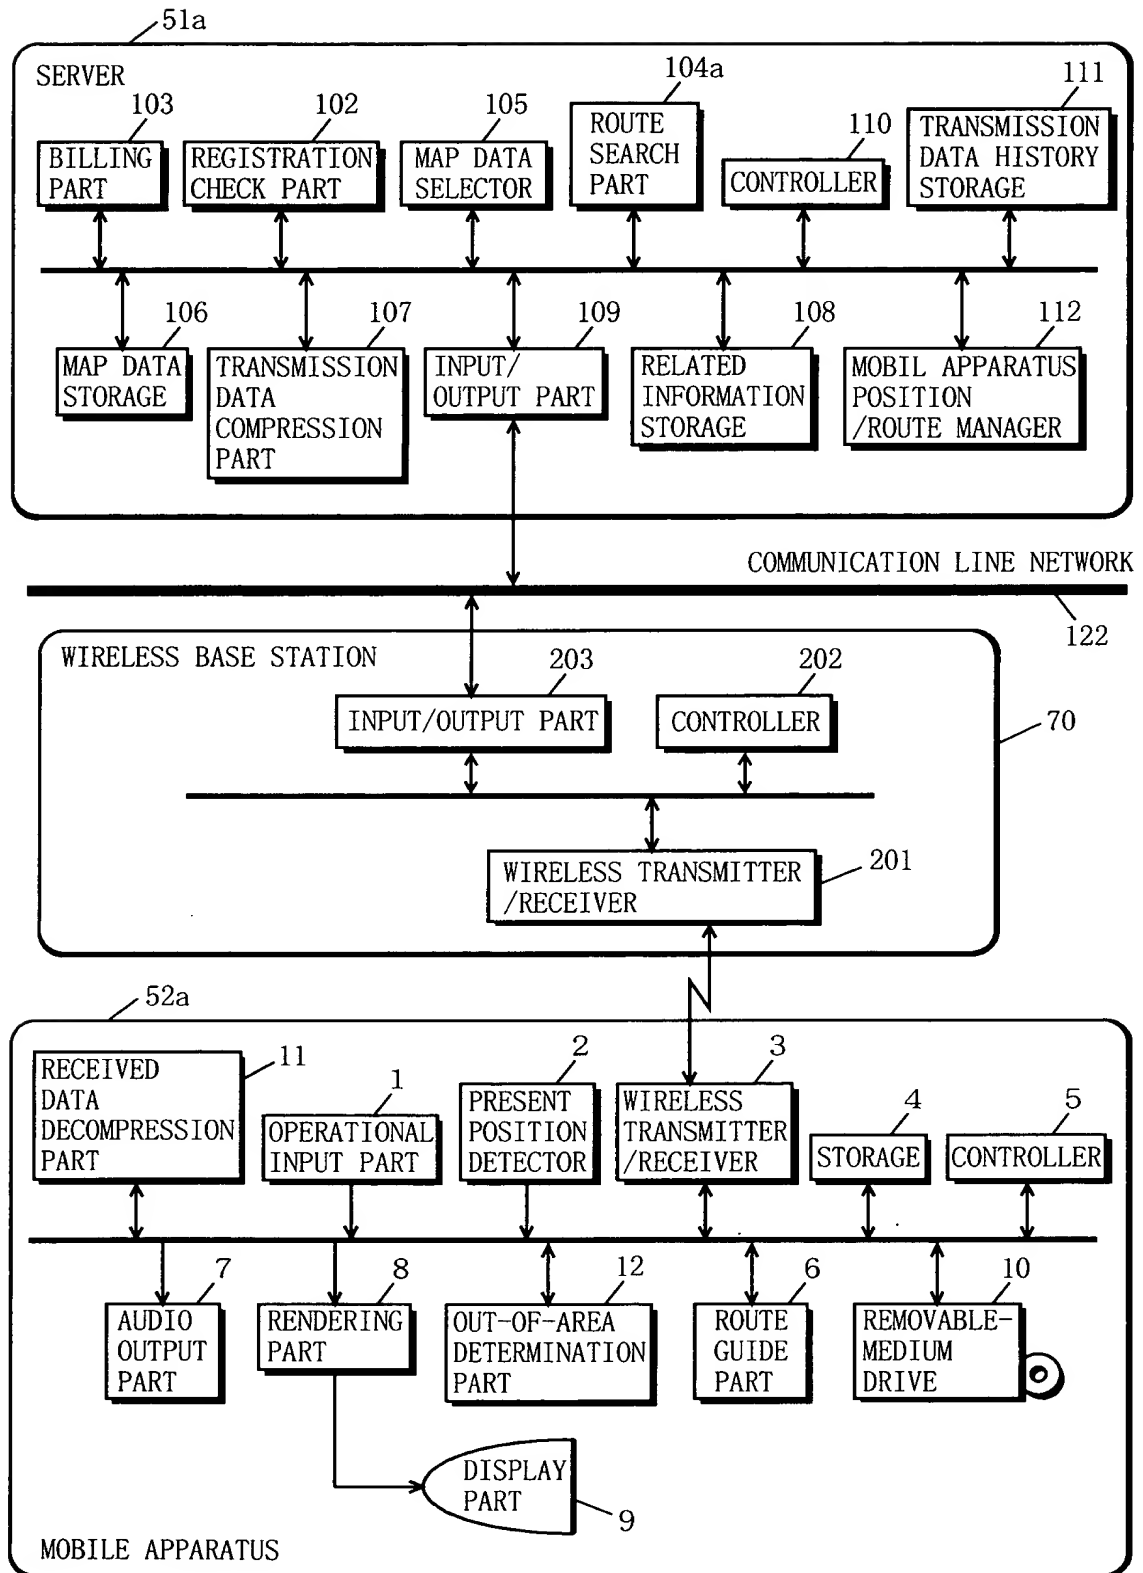 51a
SERVER
103
102
105
104a
110
111
BILLING
PART
REGISTRATION
CHECK PART
MAP DATA
SELECTOR
ROUTE
SEARCH
PART
CONTROLLER
TRANSMISSION
DATA HISTORY
STORAGE
106
107
109
108
112
MAP DATA
STORAGE
TRANSMISSION
DATA
COMPRESSION
PART
INPUT/
OUTPUT PART
RELATED
INFORMATION
STORAGE
MOBIL APPARATUS
POSITION
/ROUTE MANAGER
COMMUNICATION LINE NETWORK
122
WIRELESS BASE STATION
203
202
INPUT/OUTPUT PART
CONTROLLER
70
WIRELESS TRANSMITTER
/RECEIVER
201
52a
11
1
2
3
4
5
RECEIVED
DATA
DECOMPRESSION
PART
OPERATIONAL
INPUT PART
PRESENT
POSITION
DETECTOR
WIRELESS
TRANSMITTER
/RECEIVER
STORAGE
CONTROLLER
7
8
12
6
10
AUDIO
OUTPUT
PART
RENDERING
PART
OUT-OF-AREA
DETERMINATION
PART
ROUTE
GUIDE
PART
REMOVABLE-
MEDIUM
DRIVE
DISPLAY
PART
9
MOBILE APPARATUS